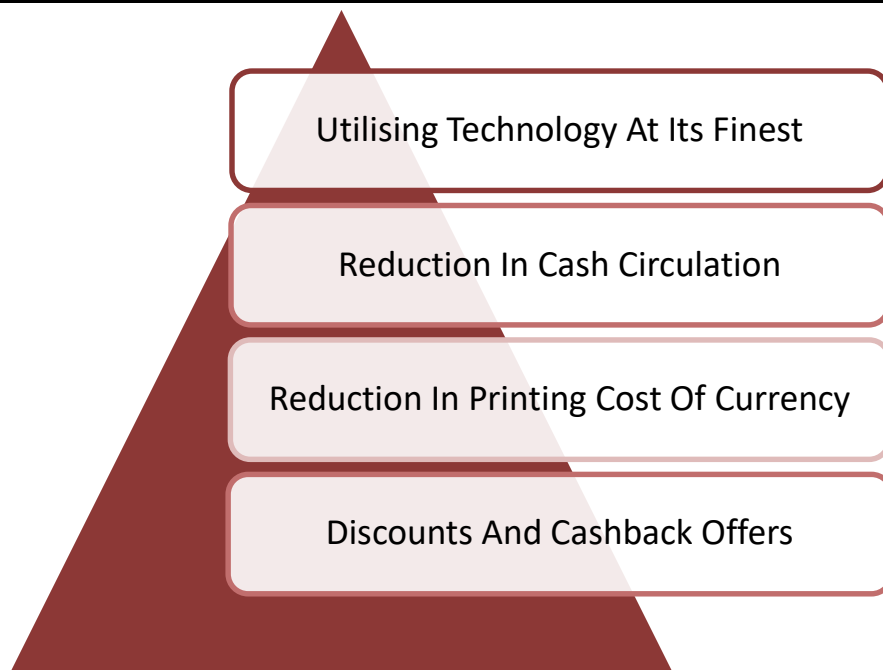 Utilising Technology At Its Finest
Reduction In Cash Circulation
Reduction In Printing Cost Of Currency
Discounts And Cashback Offers